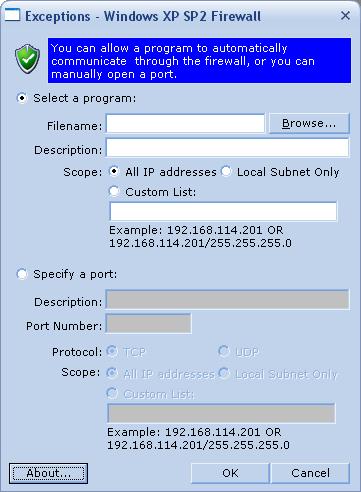 Exceptions - Windows XP SP2 Firewall
You can allow a program to automatically
communicate through the firewall, or you can
manually open a port.
Select a program:
Filename:
Browse...
Description:
Scope: All IP addresses Local Subnet Only
Custom List:
Example: 192.168.114.201 OR
192.168.114.201/255.255.255.0
Specify a port:
Description:
Port Number:
Protocol: TCP UDP
Scope: All IP addresses Local Subnet Only
Custom List:
Example: 192.168.114.201 OR
192.168.114.201/255.255.255.0
About... OK Cancel